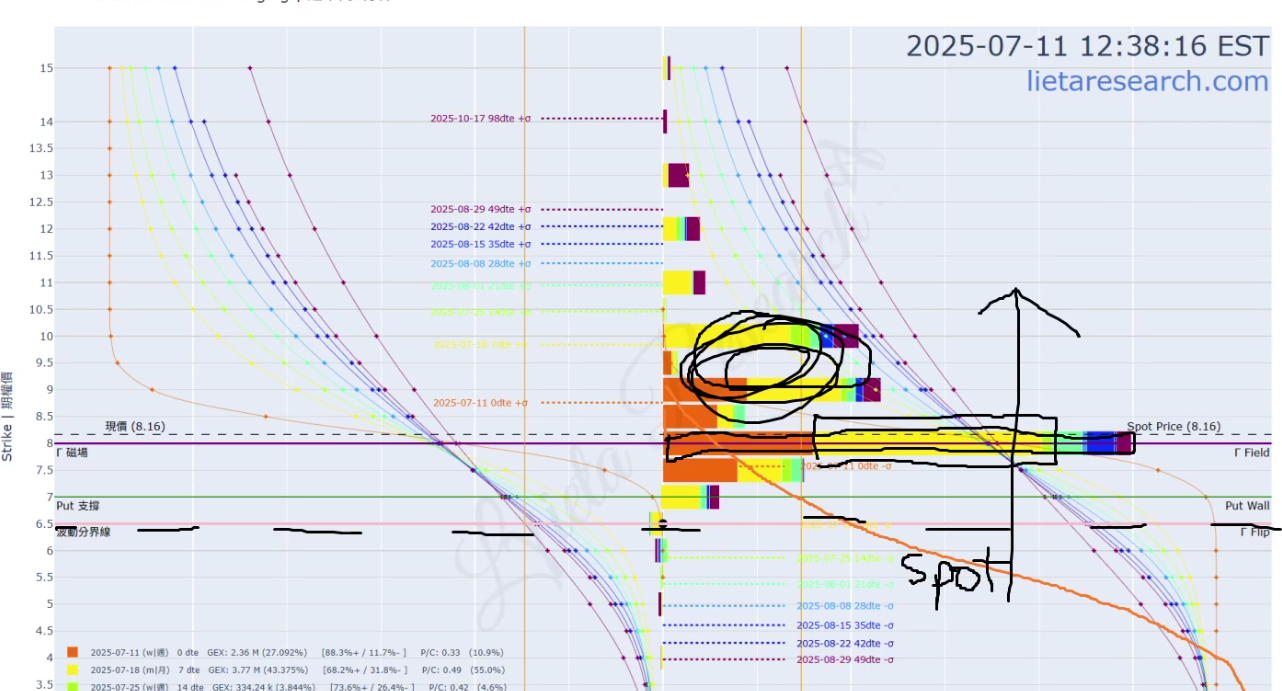 2025-07-11 12:38:16 EST
lietaresearch.com
15
14
13.5
13
12.5
12
11.5
11
10.5
10
9.5
9
8.5
8
7.5
7
6.5
6
5.5
5
4.5
4
3.5
Strike | 期權價
2025-10-17 98dte +σ
2025-08-29 49dte +σ
2025-08-22 42dte +σ
2025-08-15 35dte +σ
2025-08-08 28dte +σ
2025-08-01 21dte +σ
2025-07-25 14dte +σ
2025-07-18 7dte +σ
2025-07-11 0dte +σ
現價 (8.16)
Spot Price (8.16)
Γ 磁場
Γ Field
2025-07-11 0dte -σ
Put 支撐
Put Wall
波動分界線
Γ Flip
spot
2025-07-25 14dte -σ
2025-08-01 21dte -σ
2025-08-08 28dte -σ
2025-08-15 35dte -σ
2025-08-22 42dte -σ
2025-08-29 49dte -σ
Lieta Research
2025-07-11 (w|週) 0 dte GEX: 2.36 M (27.092%) [88.3%+ / 11.7%- ] P/C: 0.33 (10.9%)
2025-07-18 (m|月) 7 dte GEX: 3.77 M (43.375%) [68.2%+ / 31.8%- ] P/C: 0.49 (55.0%)
2025-07-25 (w|週) 14 dte GEX: 334.24 k (3.844%) [73.6%+ / 26.4%- ] P/C: 0.42 (4.6%)